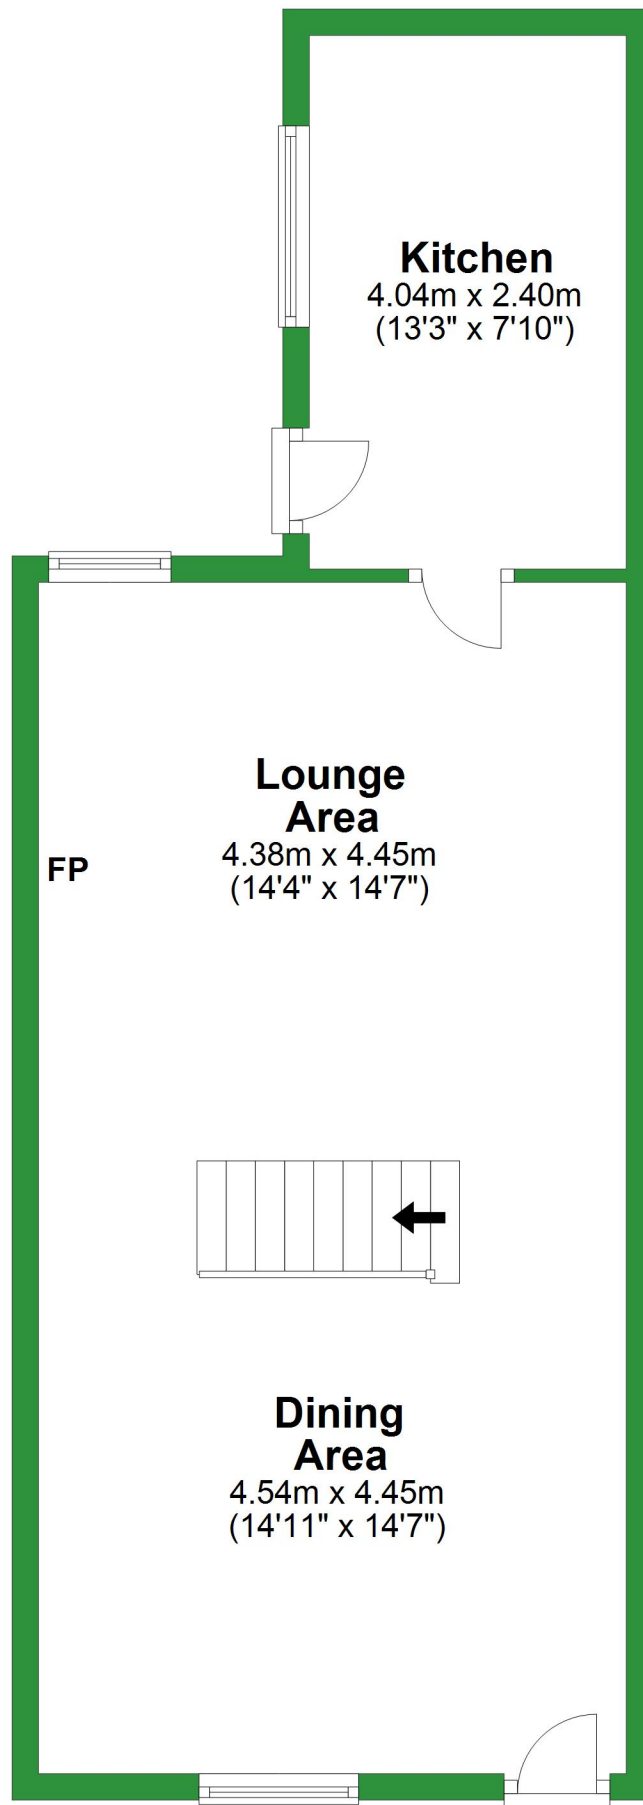 Kitchen
4.04m x 2.40m
(13'3" x 7'10")
Lounge
Area
4.38m x 4.45m
(14'4" x 14'7")
FP
Dining
Area
4.54m x 4.45m
(14'11" x 14'7")